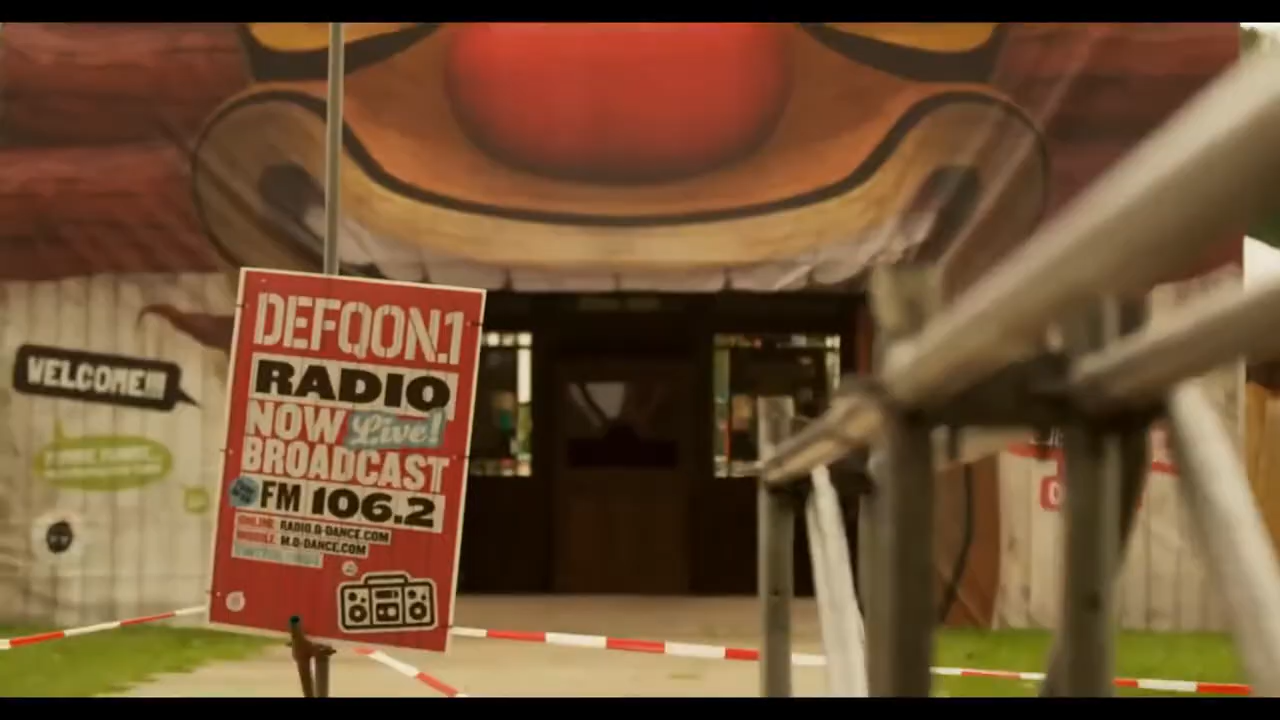 WELCOME!!!
DEFQON.1
RADIO
NOW Live!
BROADCAST
FM 106.2
ONLINE: RADIO.Q-DANCE.COM
MOBILE: M.Q-DANCE.COM